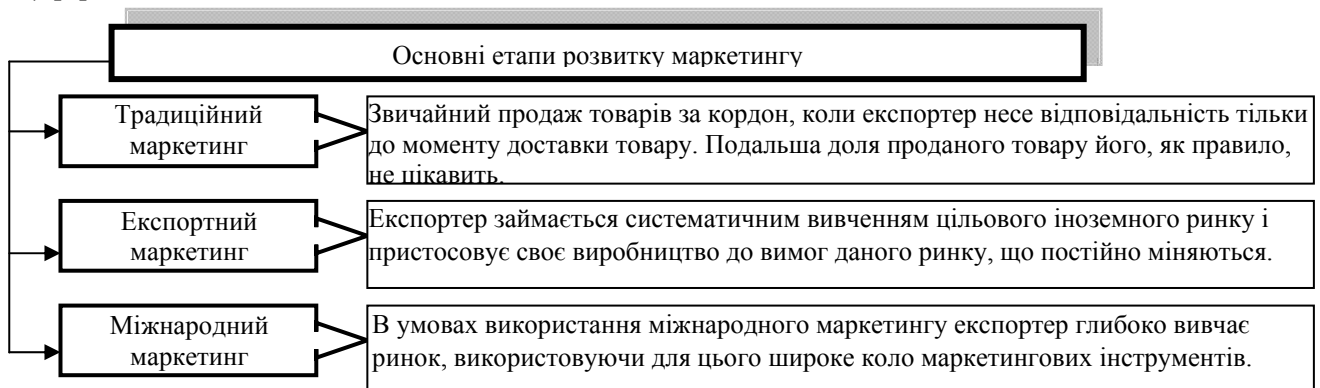 Основні етапи розвитку маркетингу
Традиційний
маркетинг
Звичайний продаж товарів за кордон, коли експортер несе відповідальність тільки
до моменту доставки товару. Подальша доля проданого товару його, як правило,
не цікавить.
Експортний
маркетинг
Експортер займається систематичним вивченням цільового іноземного ринку і
пристосовує своє виробництво до вимог даного ринку, що постійно міняються.
Міжнародний
маркетинг
В умовах використання міжнародного маркетингу експортер глибоко вивчає
ринок, використовуючи для цього широке коло маркетингових інструментів.